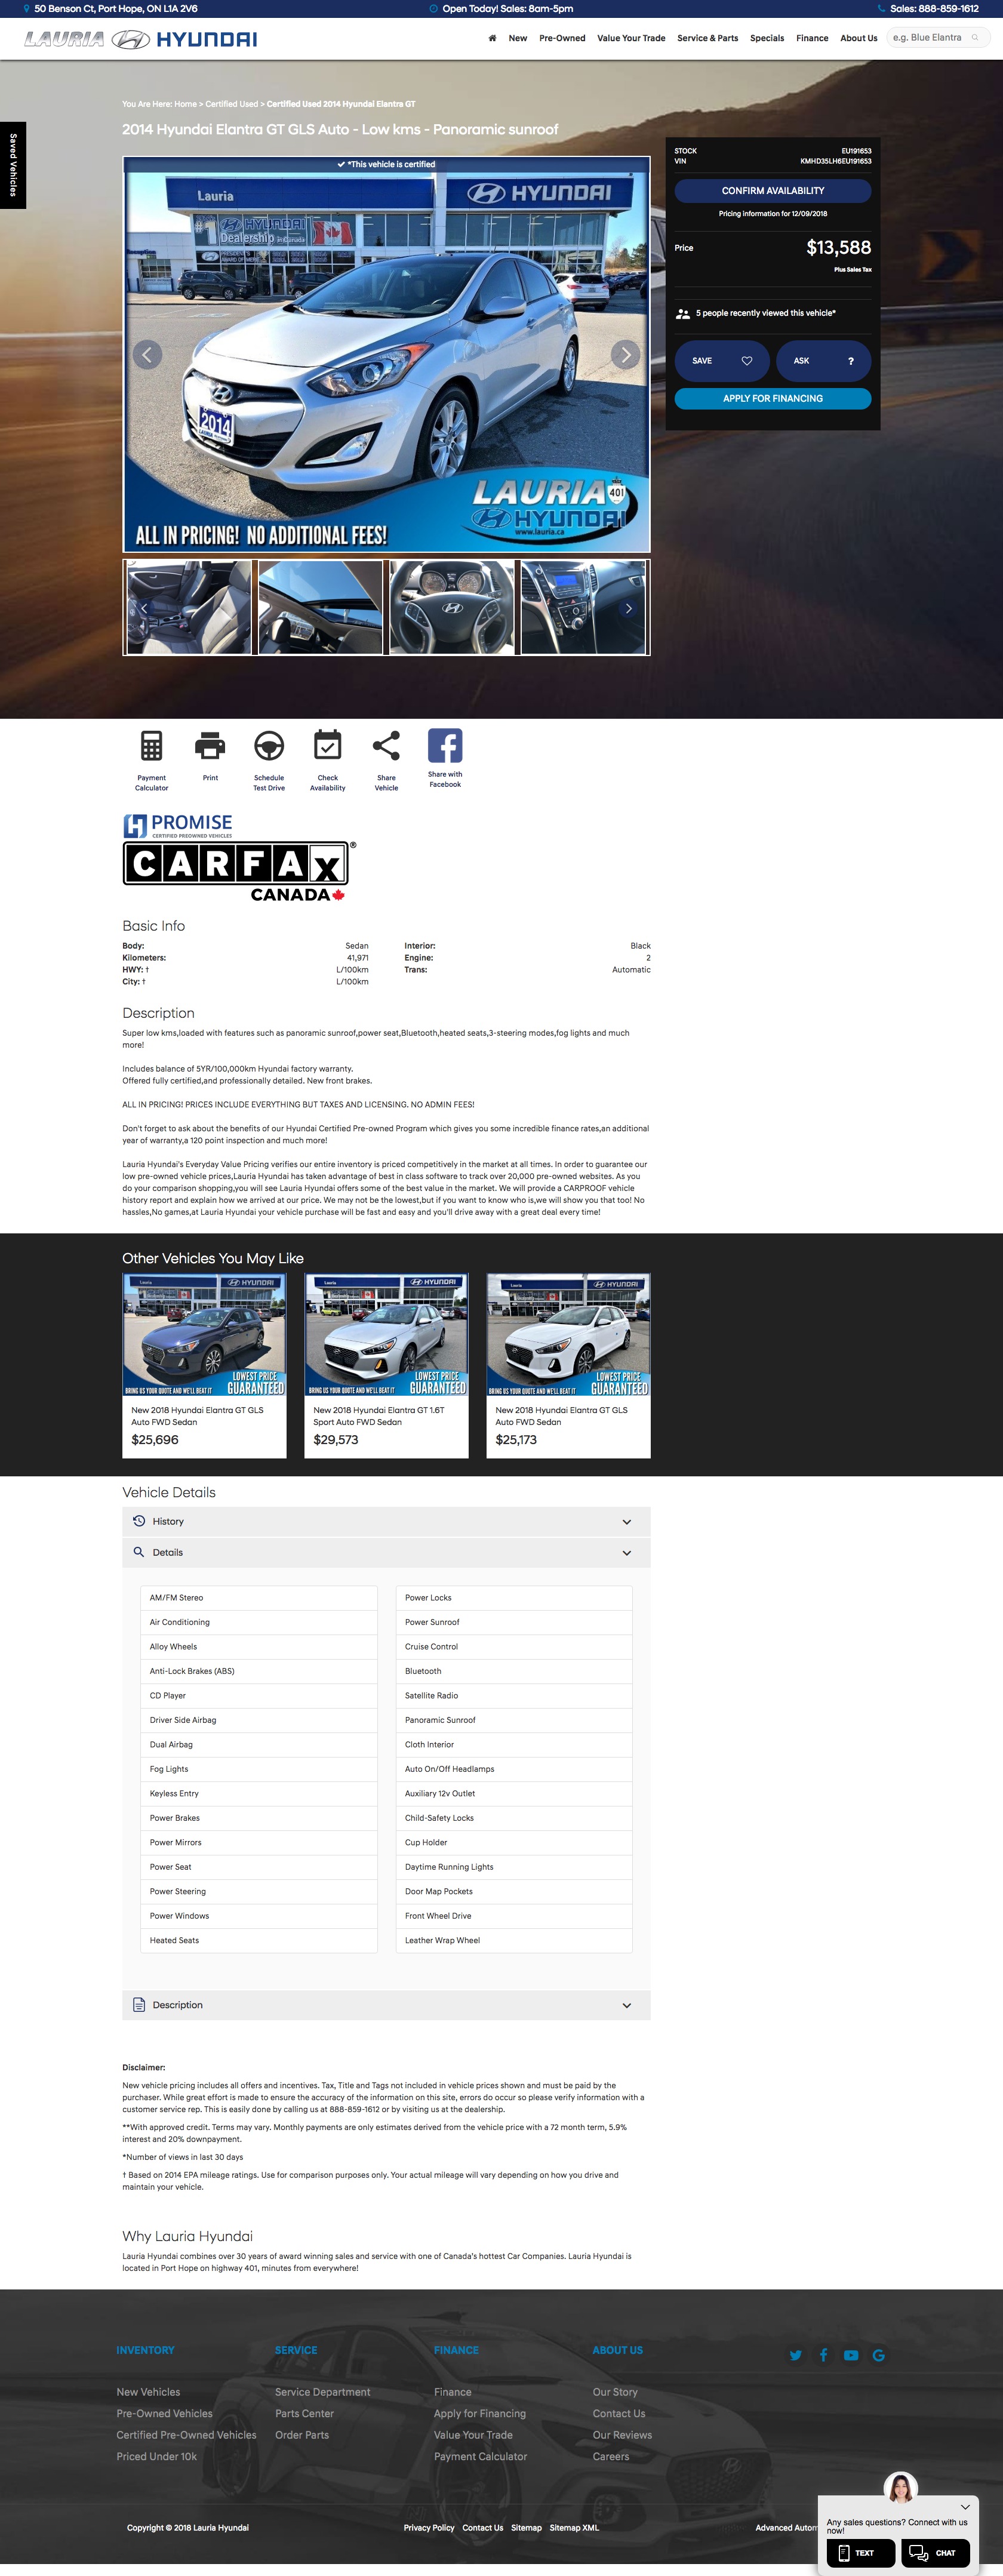 50 Benson Ct, Port Hope, ON L1A 2V6
Open Today! Sales: 8am-5pm
Sales: 888-859-1612
LAURIA HYUNDAI
New Pre-Owned Value Your Trade Service & Parts Specials Finance About Us
e.g. Blue Elantra
Saved Vehicles
You Are Here: Home > Certified Used > Certified Used 2014 Hyundai Elantra GT
2014 Hyundai Elantra GT GLS Auto - Low kms - Panoramic sunroof
*This vehicle is certified
Lauria
HYUNDAI
#1 HYUNDAI
Dealership in Canada
Reception
2014
LAURIA 401
HYUNDAI
www.lauria.ca
ALL IN PRICING! NO ADDITIONAL FEES!
STOCK EU191653
VIN KMHD35LH6EU191653
CONFIRM AVAILABILITY
Pricing information for 12/09/2018
Price $13,588
Plus Sales Tax
5 people recently viewed this vehicle*
SAVE
ASK ?
APPLY FOR FINANCING
Payment
Calculator
Print
Schedule
Test Drive
Check
Availability
Share
Vehicle
Share with
Facebook
H PROMISE
CERTIFIED PREOWNED VEHICLES
CARFAX®
CANADA
Basic Info
Body: Sedan
Kilometers: 41,971
HWY: † L/100km
City: † L/100km
Interior: Black
Engine: 2
Trans: Automatic
Description
Super low kms,loaded with features such as panoramic sunroof,power seat,Bluetooth,heated seats,3-steering modes,fog lights and much
more!
Includes balance of 5YR/100,000km Hyundai factory warranty.
Offered fully certified,and professionally detailed. New front brakes.
ALL IN PRICING! PRICES INCLUDE EVERYTHING BUT TAXES AND LICENSING. NO ADMIN FEES!
Don't forget to ask about the benefits of our Hyundai Certified Pre-owned Program which gives you some incredible finance rates,an additional
year of warranty,a 120 point inspection and much more!
Lauria Hyundai's Everyday Value Pricing verifies our entire inventory is priced competitively in the market at all times. In order to guarantee our
low pre-owned vehicle prices,Lauria Hyundai has taken advantage of best in class software to track over 20,000 pre-owned websites. As you
do your comparison shopping,you will see Lauria Hyundai offers some of the best value in the market. We will provide a CARPROOF vehicle
history report and explain how we arrived at our price. We may not be the lowest,but if you want to know who is,we will show you that too! No
hassles,No games,at Lauria Hyundai your vehicle purchase will be fast and easy and you'll drive away with a great deal every time!
Other Vehicles You May Like
Lauria HYUNDAI
LOWEST PRICE
BRING US YOUR QUOTE AND WE'LL BEAT IT GUARANTEED
New 2018 Hyundai Elantra GT GLS
Auto FWD Sedan
$25,696
Lauria HYUNDAI
LOWEST PRICE
BRING US YOUR QUOTE AND WE'LL BEAT IT GUARANTEED
New 2018 Hyundai Elantra GT 1.6T
Sport Auto FWD Sedan
$29,573
Lauria HYUNDAI
LOWEST PRICE
BRING US YOUR QUOTE AND WE'LL BEAT IT GUARANTEED
New 2018 Hyundai Elantra GT GLS
Auto FWD Sedan
$25,173
Vehicle Details
History
Details
AM/FM Stereo
Air Conditioning
Alloy Wheels
Anti-Lock Brakes (ABS)
CD Player
Driver Side Airbag
Dual Airbag
Fog Lights
Keyless Entry
Power Brakes
Power Mirrors
Power Seat
Power Steering
Power Windows
Heated Seats
Power Locks
Power Sunroof
Cruise Control
Bluetooth
Satellite Radio
Panoramic Sunroof
Cloth Interior
Auto On/Off Headlamps
Auxiliary 12v Outlet
Child-Safety Locks
Cup Holder
Daytime Running Lights
Door Map Pockets
Front Wheel Drive
Leather Wrap Wheel
Description
Disclaimer:
New vehicle pricing includes all offers and incentives. Tax, Title and Tags not included in vehicle prices shown and must be paid by the
purchaser. While great effort is made to ensure the accuracy of the information on this site, errors do occur so please verify information with a
customer service rep. This is easily done by calling us at 888-859-1612 or by visiting us at the dealership.
**With approved credit. Terms may vary. Monthly payments are only estimates derived from the vehicle price with a 72 month term, 5.9%
interest and 20% downpayment.
*Number of views in last 30 days
† Based on 2014 EPA mileage ratings. Use for comparison purposes only. Your actual mileage will vary depending on how you drive and
maintain your vehicle.
Why Lauria Hyundai
Lauria Hyundai combines over 30 years of award winning sales and service with one of Canada's hottest Car Companies. Lauria Hyundai is
located in Port Hope on highway 401, minutes from everywhere!
INVENTORY
New Vehicles
Pre-Owned Vehicles
Certified Pre-Owned Vehicles
Priced Under 10k
SERVICE
Service Department
Parts Center
Order Parts
FINANCE
Finance
Apply for Financing
Value Your Trade
Payment Calculator
ABOUT US
Our Story
Contact Us
Our Reviews
Careers
Copyright © 2018 Lauria Hyundai
Privacy Policy Contact Us Sitemap Sitemap XML
Advanced Autom
Any sales questions? Connect with us
now!
TEXT
CHAT